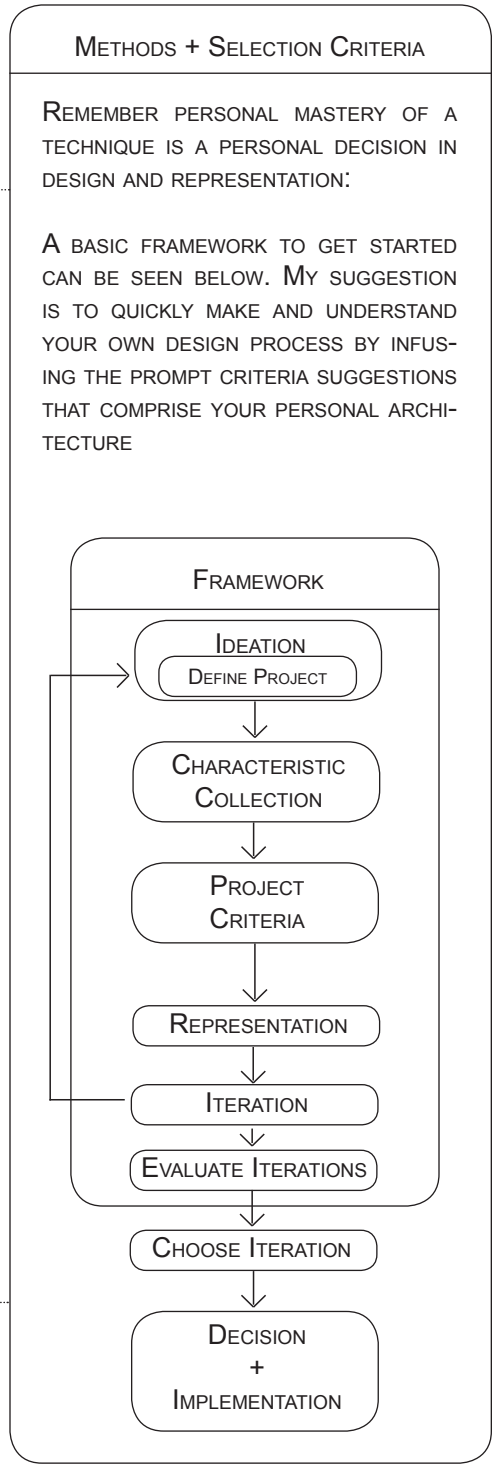 Methods + Selection Criteria
Remember personal mastery of a
technique is a personal decision in
design and representation:
A basic framework to get started
can be seen below. My suggestion
is to quickly make and understand
your own design process by infus-
ing the prompt criteria suggestions
that comprise your personal archi-
tecture
Framework
Ideation
Define Project
Characteristic
Collection
Project
Criteria
Representation
Iteration
Evaluate Iterations
Choose Iteration
Decision
+
Implementation